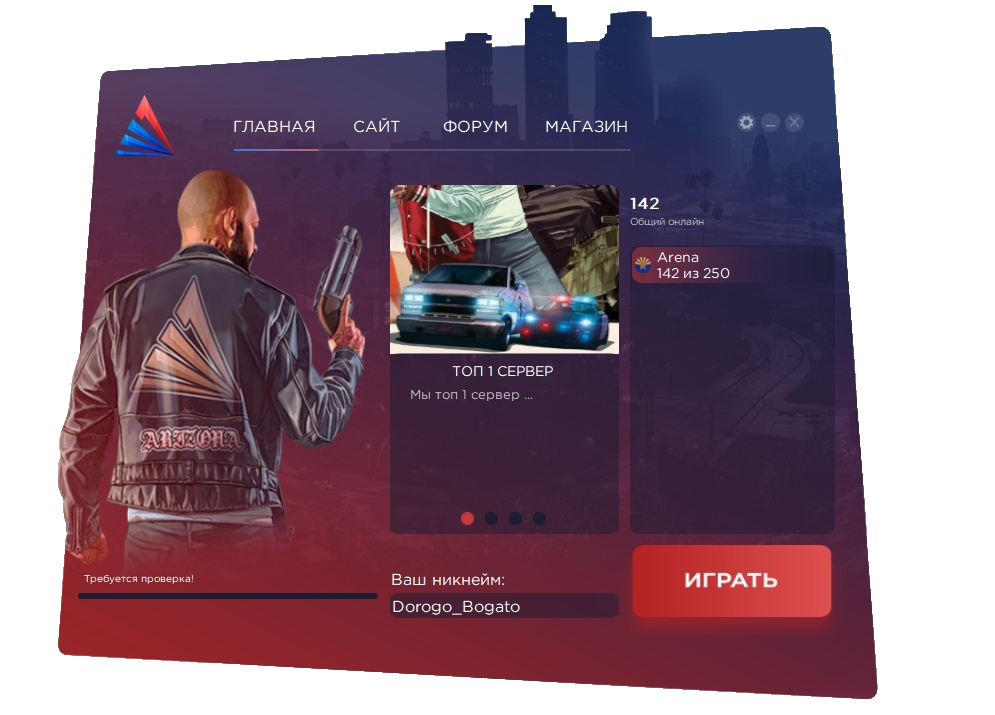 ГЛАВНАЯ САЙТ ФОРУМ МАГАЗИН
142
Общий онлайн
Arena
142 из 250
ТОП 1 СЕРВЕР
Мы топ 1 сервер ...
ARIZONA
Требуется проверка!
Ваш никнейм:
Dorogo_Bogato
ИГРАТЬ